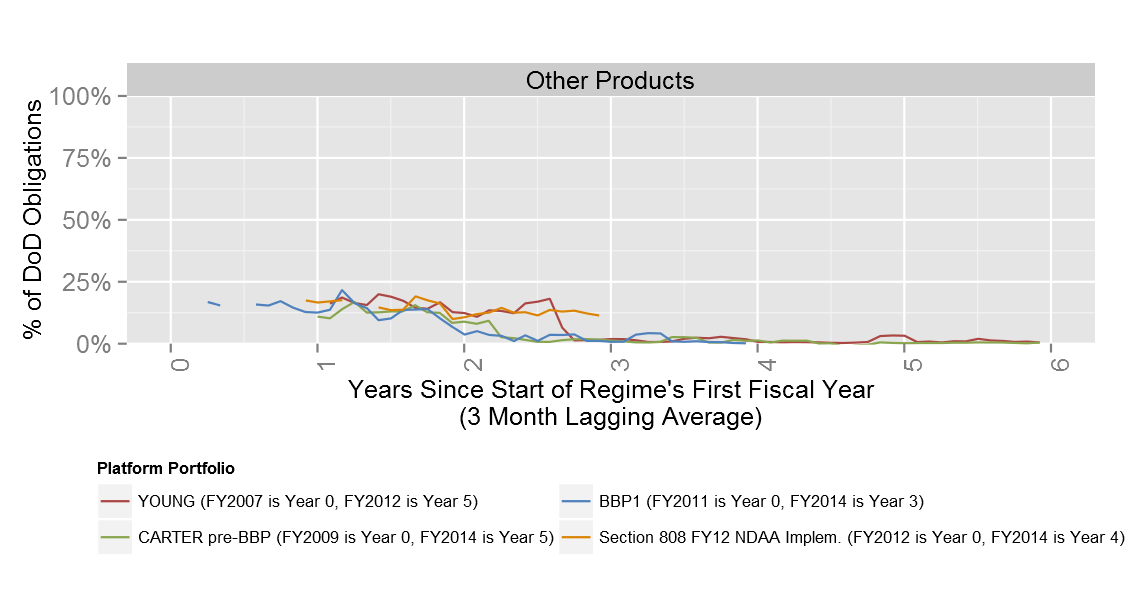 Other Products
% of DoD Obligations
100%
75%
50%
25%
0%
0 1 2 3 4 5 6
Years Since Start of Regime's First Fiscal Year
(3 Month Lagging Average)
Platform Portfolio
YOUNG (FY2007 is Year 0, FY2012 is Year 5)
BBP1 (FY2011 is Year 0, FY2014 is Year 3)
CARTER pre-BBP (FY2009 is Year 0, FY2014 is Year 5)
Section 808 FY12 NDAA Implem. (FY2012 is Year 0, FY2014 is Year 4)